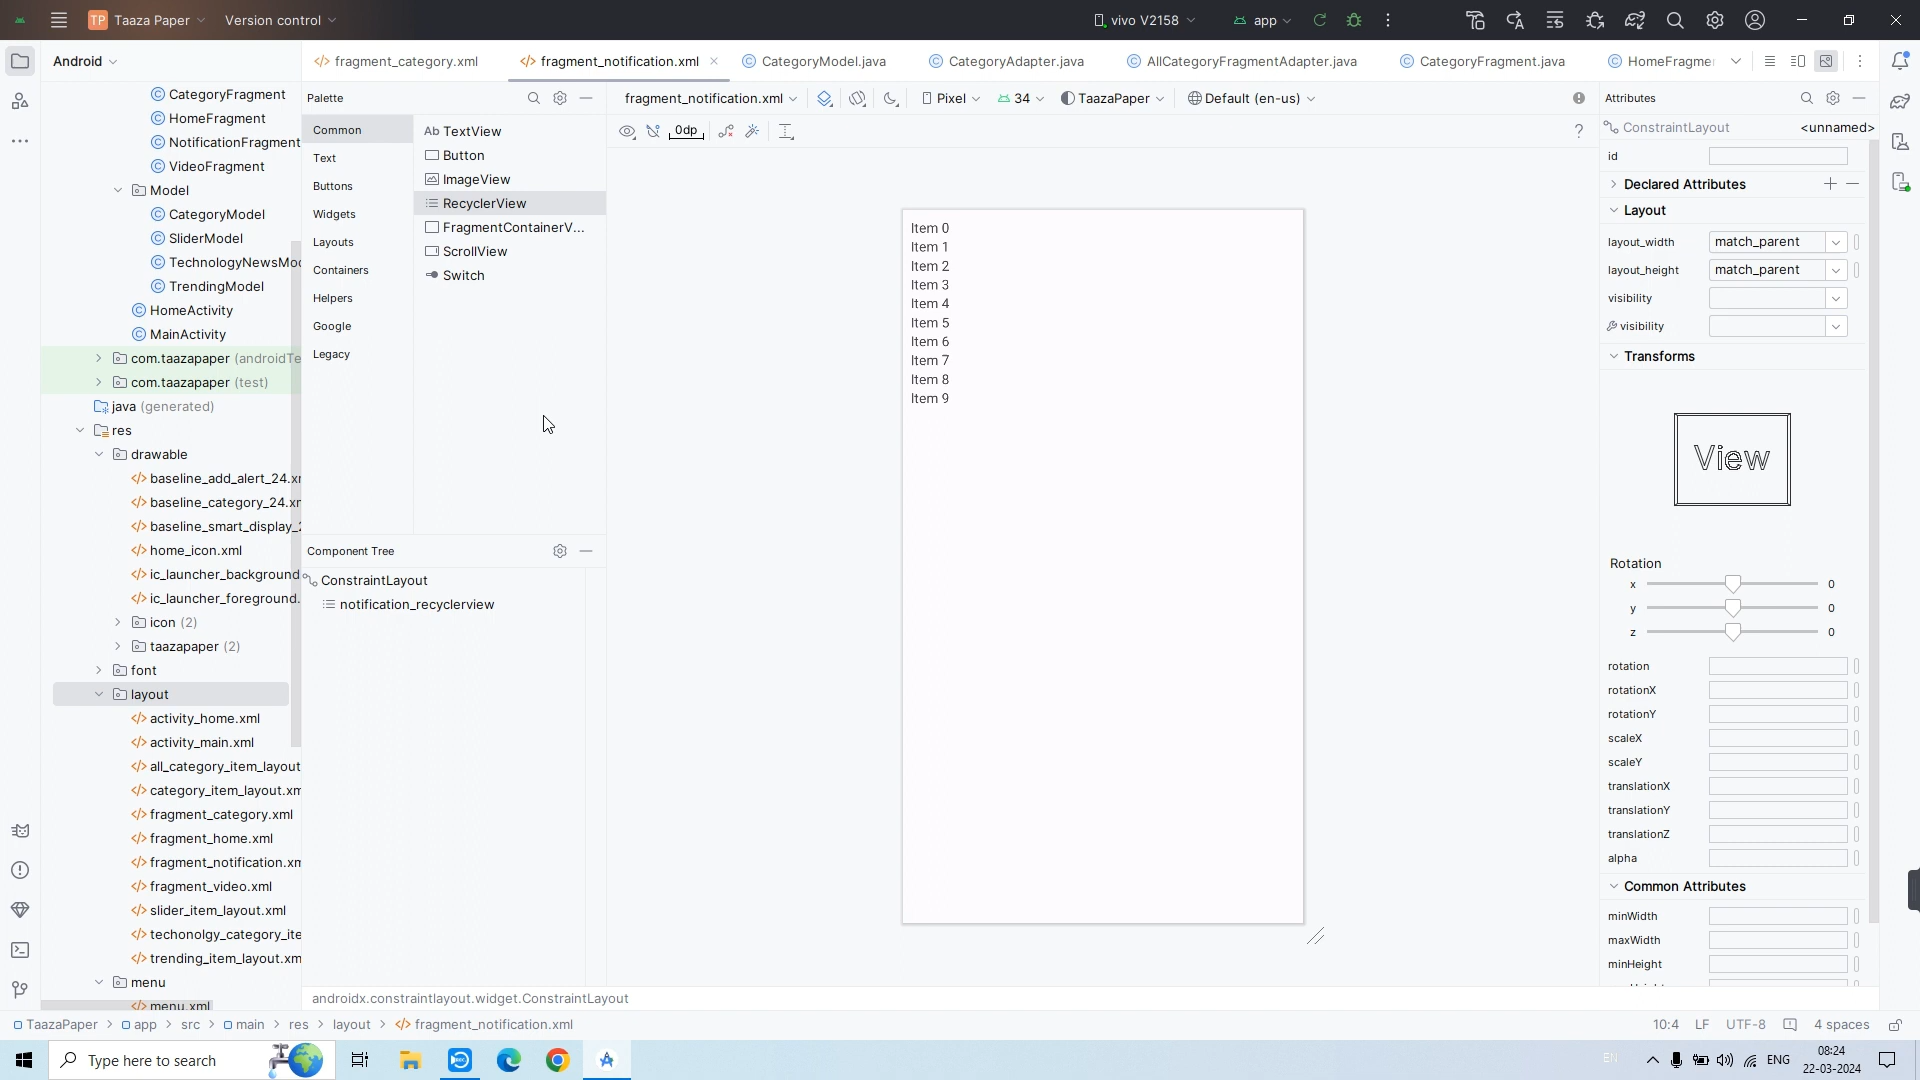 TP Taaza Paper Version control vivo V2158 app
Android
fragment_category.xml fragment_notification.xml CategoryModel.java CategoryAdapter.java AllCategoryFragmentAdapter.java CategoryFragment.java HomeFragme
CategoryFragment
HomeFragment
NotificationFragment
VideoFragment
Model
CategoryModel
SliderModel
TechnologyNewsMo
TrendingModel
HomeActivity
MainActivity
com.taazapaper (androidTe
com.taazapaper (test)
java (generated)
res
drawable
baseline_add_alert_24.x
baseline_category_24.x
baseline_smart_display_
home_icon.xml
ic_launcher_background
ic_launcher_foreground.
icon (2)
taazapaper (2)
font
layout
activity_home.xml
activity_main.xml
all_category_item_layout
category_item_layout.xm
fragment_category.xml
fragment_home.xml
fragment_notification.xm
fragment_video.xml
slider_item_layout.xml
techonolgy_category_ite
trending_item_layout.xm
menu
menu.xml
Palette
Common
Text
Buttons
Widgets
Layouts
Containers
Helpers
Google
Legacy
Ab TextView
Button
ImageView
RecyclerView
FragmentContainerV...
ScrollView
Switch
Component Tree
ConstraintLayout
notification_recyclerview
fragment_notification.xml Pixel 34 TaazaPaper Default (en-us)
0dp ?
Item 0
Item 1
Item 2
Item 3
Item 4
Item 5
Item 6
Item 7
Item 8
Item 9
Attributes
ConstraintLayout <unnamed>
id
Declared Attributes
Layout
layout_width match_parent
layout_height match_parent
visibility
visibility
Transforms
View
Rotation
x 0
y 0
z 0
rotation
rotationX
rotationY
scaleX
scaleY
translationX
translationY
translationZ
alpha
Common Attributes
minWidth
maxWidth
minHeight
androidx.constraintlayout.widget.ConstraintLayout
TaazaPaper > app > src > main > res > layout > fragment_notification.xml 10:4 LF UTF-8 4 spaces
Type here to search EN ENG 08:24
22-03-2024